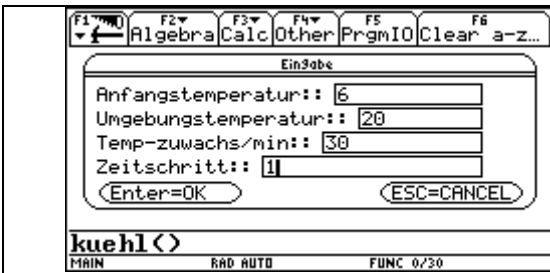 F1 F2 F3 F4 F5 F6
Algebra Calc Other PrgmIO Clear a-z…
Eingabe
Anfangstemperatur:: 6
Umgebungstemperatur:: 20
Temp-zuwachs/min:: 30
Zeitschritt:: 1
Enter=OK ESC=CANCEL
kuehl()
MAIN RAD AUTO FUNC 0/30